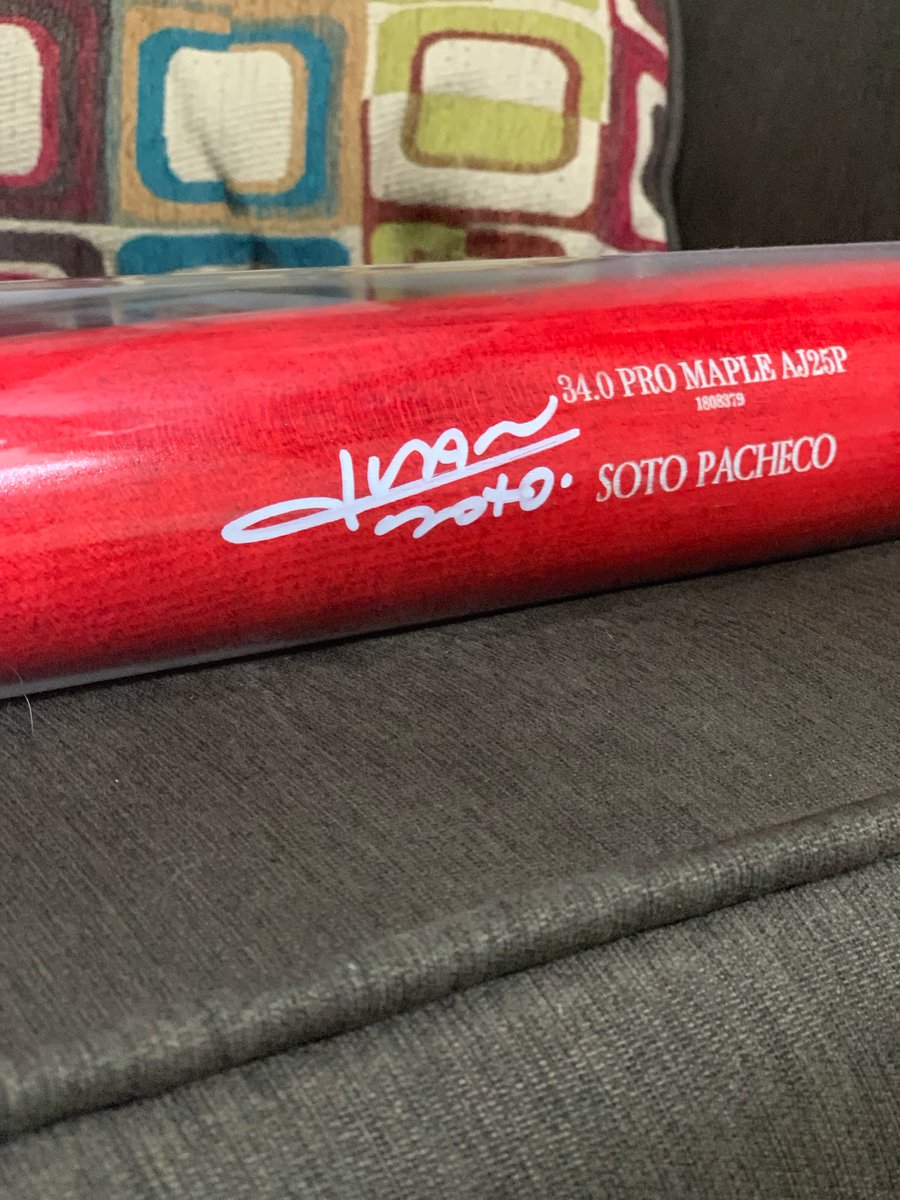 34.0 PRO MAPLE AJ25P
1808379
JUAN
SOTO.
SOTO PACHECO